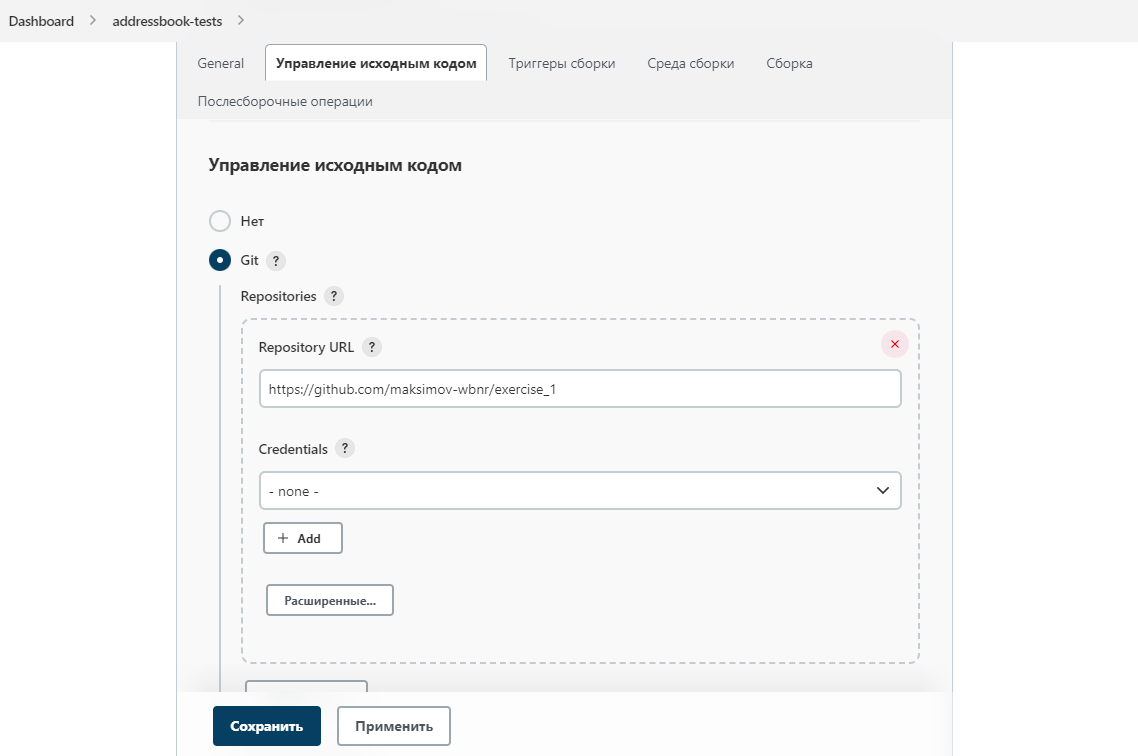 Dashboard > addressbook-tests >
General Управление исходным кодом Триггеры сборки Среда сборки Сборка
Послесборочные операции
Управление исходным кодом
Нет
Git ?
Repositories ?
Repository URL ?
https://github.com/maksimov-wbnr/exercise_1
Credentials ?
- none -
+ Add
Расширенные...
Сохранить Применить